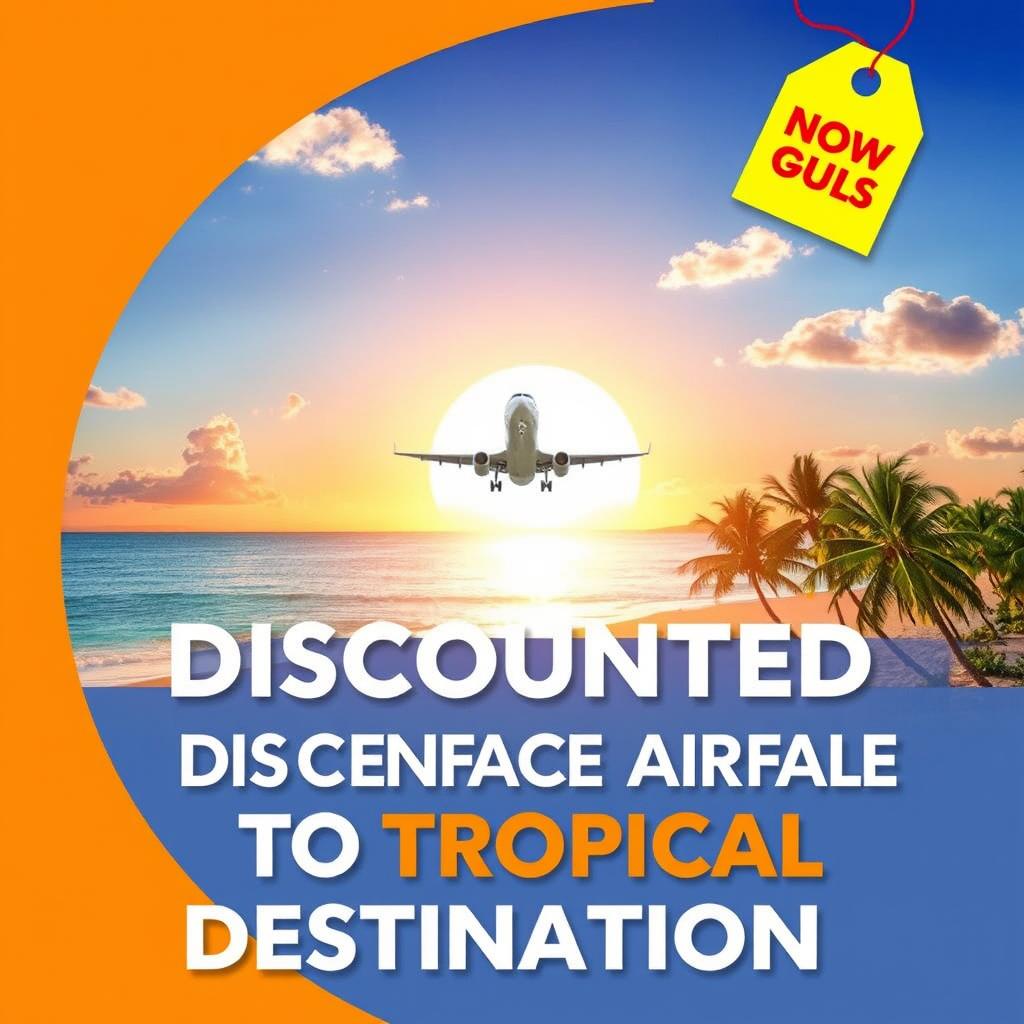 NOW
GULS
DISCOUNTED
DISCENFACE AIRFALE
TO TROPICAL
DESTINATION